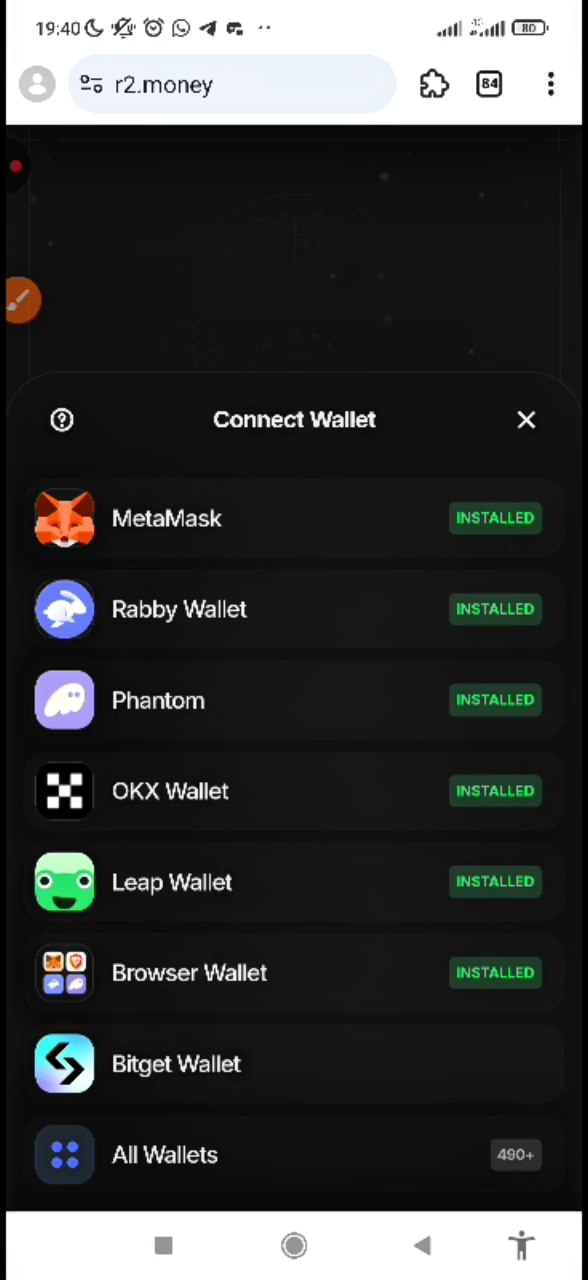 19:40
4G
80
r2.money
84
Connect Wallet
MetaMask
INSTALLED
Rabby Wallet
INSTALLED
Phantom
INSTALLED
OKX Wallet
INSTALLED
Leap Wallet
INSTALLED
Browser Wallet
INSTALLED
Bitget Wallet
All Wallets
490+